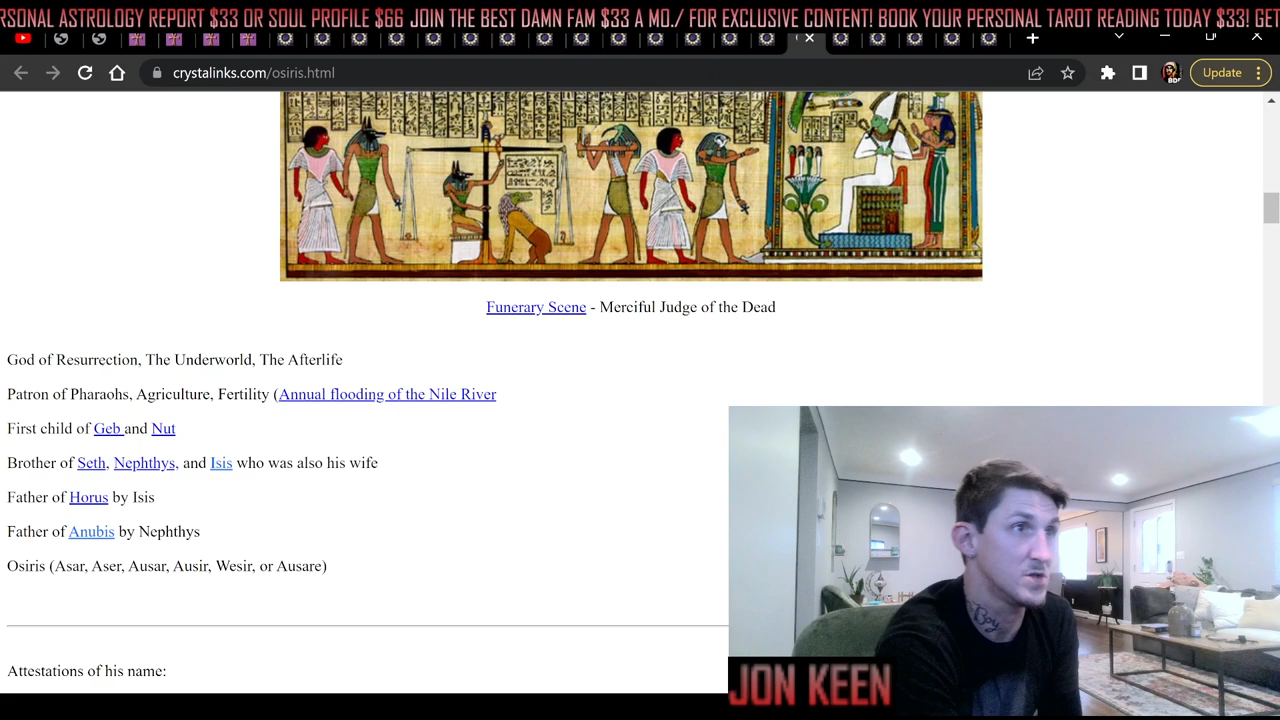 RSONAL ASTROLOGY REPORT $33 OR SOUL PROFILE $66 JOIN THE BEST DAMN FAM $33 A MO./ FOR EXCLUSIVE CONTENT! BOOK YOUR PERSONAL TAROT READING TODAY $33! GET
crystalinks.com/osiris.html
Update
Funerary Scene - Merciful Judge of the Dead
God of Resurrection, The Underworld, The Afterlife
Patron of Pharaohs, Agriculture, Fertility (Annual flooding of the Nile River
First child of Geb and Nut
Brother of Seth, Nephthys, and Isis who was also his wife
Father of Horus by Isis
Father of Anubis by Nephthys
Osiris (Asar, Aser, Ausar, Ausir, Wesir, or Ausare)
Attestations of his name:
Boy
JON KEEN